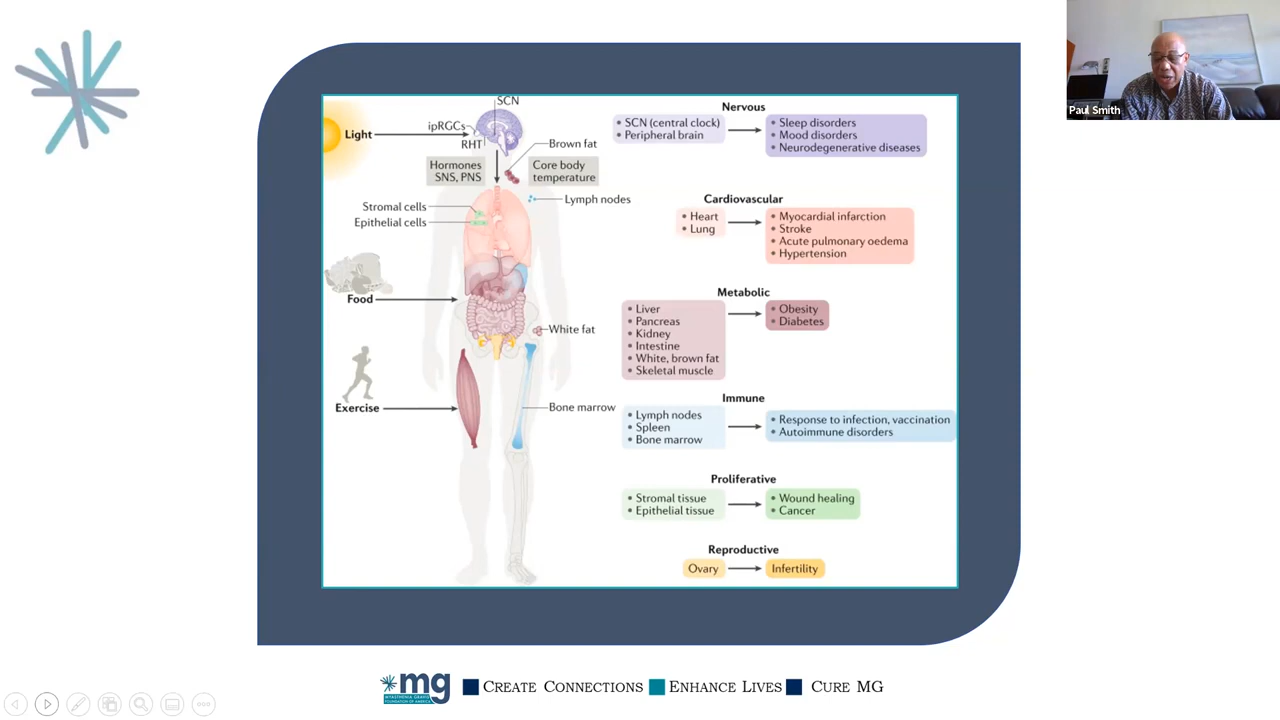 Paul Smith
SCN
Light
ipRGCs
RHT
Brown fat
Hormones
SNS, PNS
Core body
temperature
Lymph nodes
Stromal cells
Epithelial cells
Food
White fat
Exercise
Bone marrow
Nervous
• SCN (central clock)
• Peripheral brain
• Sleep disorders
• Mood disorders
• Neurodegenerative diseases
Cardiovascular
• Heart
• Lung
• Myocardial infarction
• Stroke
• Acute pulmonary oedema
• Hypertension
Metabolic
• Liver
• Pancreas
• Kidney
• Intestine
• White, brown fat
• Skeletal muscle
• Obesity
• Diabetes
Immune
• Lymph nodes
• Spleen
• Bone marrow
• Response to infection, vaccination
• Autoimmune disorders
Proliferative
• Stromal tissue
• Epithelial tissue
• Wound healing
• Cancer
Reproductive
Ovary
Infertility
mg
MYASTHENIA GRAVIS
FOUNDATION OF AMERICA
CREATE CONNECTIONS ENHANCE LIVES CURE MG